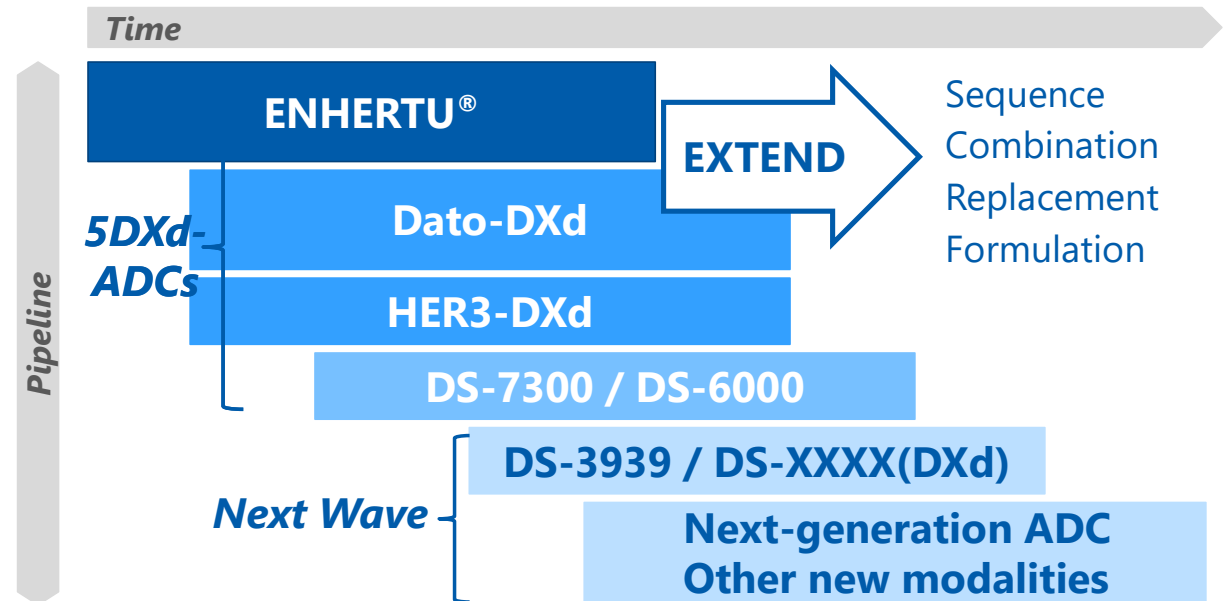 Time
Pipeline
ENHERTU®
EXTEND
Sequence
Combination
Replacement
Formulation
5DXd-
ADCs
Dato-DXd
HER3-DXd
DS-7300 / DS-6000
Next Wave
DS-3939 / DS-XXXX(DXd)
Next-generation ADC
Other new modalities